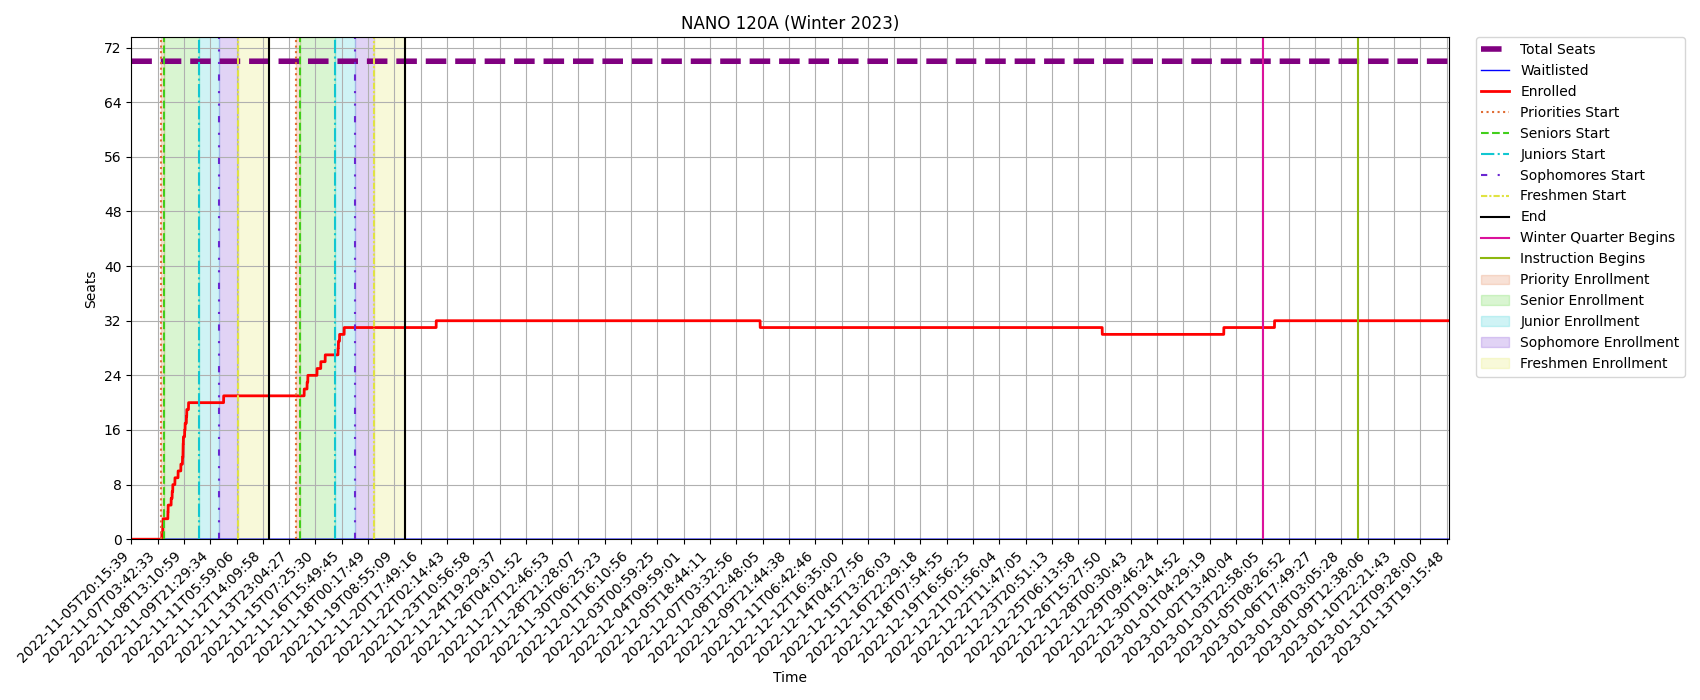 NANO 120A (Winter 2023)
72
64
56
48
40
32
24
16
8
0
Seats
2022-11-05T20:15:39
2022-11-07T03:42:33
2022-11-08T13:10:59
2022-11-09T21:29:34
2022-11-11T05:59:06
2022-11-12T14:09:58
2022-11-13T23:04:27
2022-11-15T07:25:30
2022-11-16T15:49:45
2022-11-18T00:17:49
2022-11-19T08:55:09
2022-11-20T17:49:16
2022-11-22T02:14:43
2022-11-23T10:56:58
2022-11-24T19:29:37
2022-11-26T04:01:52
2022-11-27T12:46:53
2022-11-28T21:28:07
2022-11-30T06:25:23
2022-12-01T16:10:56
2022-12-03T00:59:25
2022-12-04T09:59:01
2022-12-05T18:44:11
2022-12-07T03:32:56
2022-12-08T12:48:05
2022-12-09T21:44:38
2022-12-11T06:42:46
2022-12-12T16:35:00
2022-12-14T04:27:56
2022-12-15T13:26:03
2022-12-16T22:29:18
2022-12-18T07:54:55
2022-12-19T16:56:25
2022-12-21T01:56:04
2022-12-22T11:47:05
2022-12-23T20:51:13
2022-12-25T06:13:58
2022-12-26T15:27:50
2022-12-28T00:30:43
2022-12-29T09:46:24
2022-12-30T19:14:52
2023-01-01T04:29:19
2023-01-02T13:40:04
2023-01-03T22:58:05
2023-01-05T08:26:52
2023-01-06T17:49:27
2023-01-08T03:05:28
2023-01-09T12:38:06
2023-01-10T22:21:43
2023-01-12T09:28:00
2023-01-13T19:15:48
Time
Total Seats
Waitlisted
Enrolled
Priorities Start
Seniors Start
Juniors Start
Sophomores Start
Freshmen Start
End
Winter Quarter Begins
Instruction Begins
Priority Enrollment
Senior Enrollment
Junior Enrollment
Sophomore Enrollment
Freshmen Enrollment